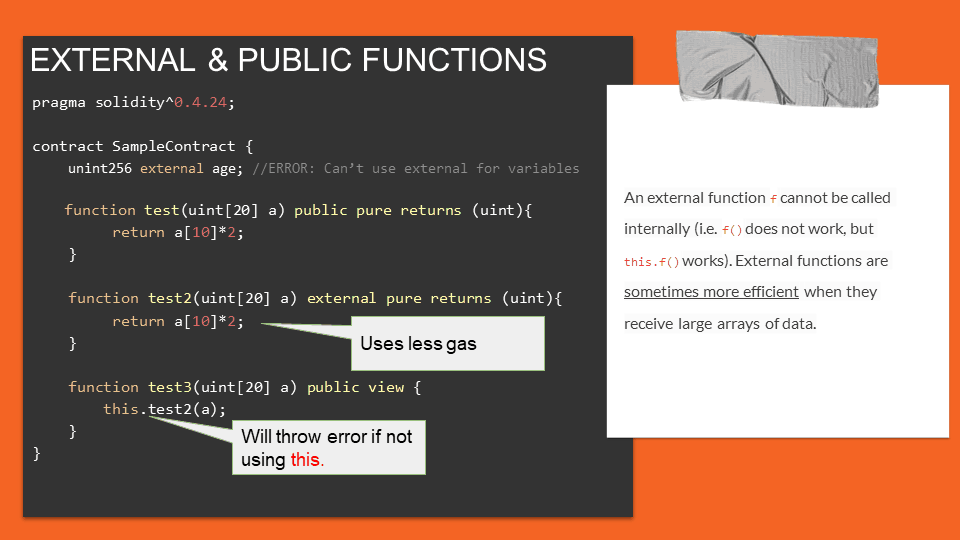 EXTERNAL & PUBLIC FUNCTIONS
pragma solidity^0.4.24;
contract SampleContract {
unint256 external age; //ERROR: Can’t use external for variables
function test(uint[20] a) public pure returns (uint){
return a[10]*2;
}
function test2(uint[20] a) external pure returns (uint){
return a[10]*2;
}
Uses less gas
function test3(uint[20] a) public view {
this.test2(a);
}
}
Will throw error if not
using this.
An external function f cannot be called
internally (i.e. f() does not work, but
this.f() works). External functions are
sometimes more efficient when they
receive large arrays of data.